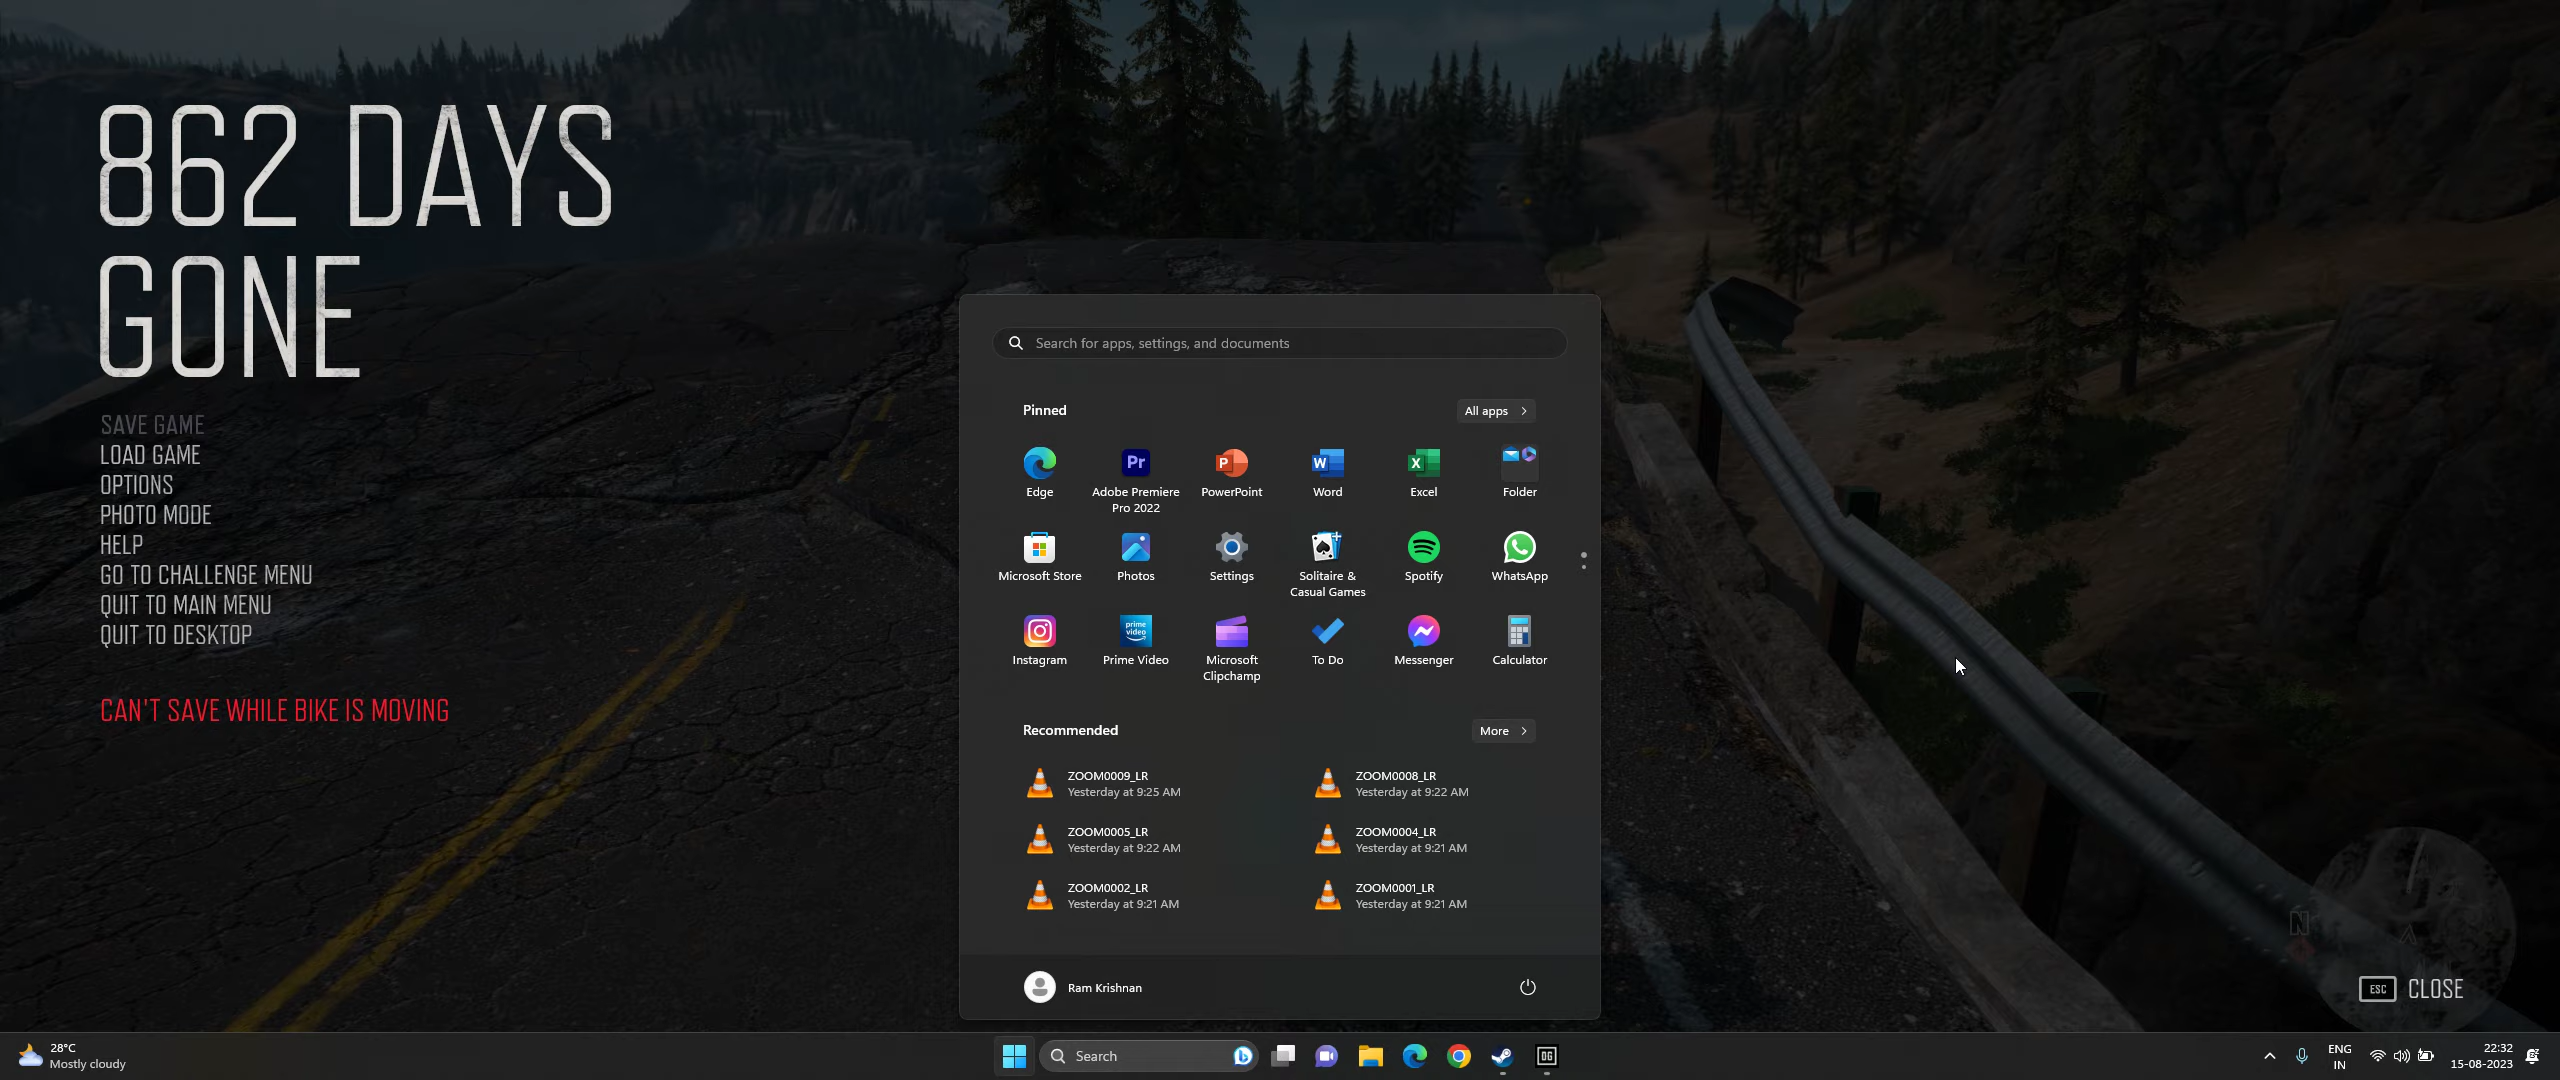 862 DAYS
GONE
SAVE GAME
LOAD GAME
OPTIONS
PHOTO MODE
HELP
GO TO CHALLENGE MENU
QUIT TO MAIN MENU
QUIT TO DESKTOP
CAN'T SAVE WHILE BIKE IS MOVING
Search for apps, settings, and documents
Pinned
All apps
Edge
Adobe Premiere
Pro 2022
PowerPoint
Word
Excel
Folder
Microsoft Store
Photos
Settings
Solitaire &
Casual Games
Spotify
WhatsApp
Instagram
Prime Video
Microsoft
Clipchamp
To Do
Messenger
Calculator
Recommended
More
ZOOM0009_LR
Yesterday at 9:25 AM
ZOOM0008_LR
Yesterday at 9:22 AM
ZOOM0005_LR
Yesterday at 9:22 AM
ZOOM0004_LR
Yesterday at 9:21 AM
ZOOM0002_LR
Yesterday at 9:21 AM
ZOOM0001_LR
Yesterday at 9:21 AM
Ram Krishnan
N
ESC CLOSE
28°C
Mostly cloudy
Search
DG
ENG
IN
22:32
15-08-2023